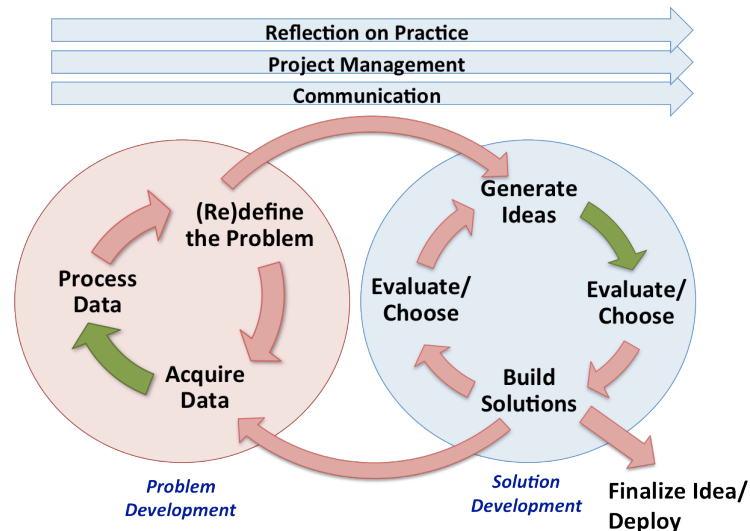 Reflection on Practice
Project Management
Communication
(Re)define
the Problem
Process
Data
Acquire
Data
Generate
Ideas
Evaluate/
Choose
Evaluate/
Choose
Build
Solutions
Problem
Development
Solution
Development
Finalize Idea/
Deploy